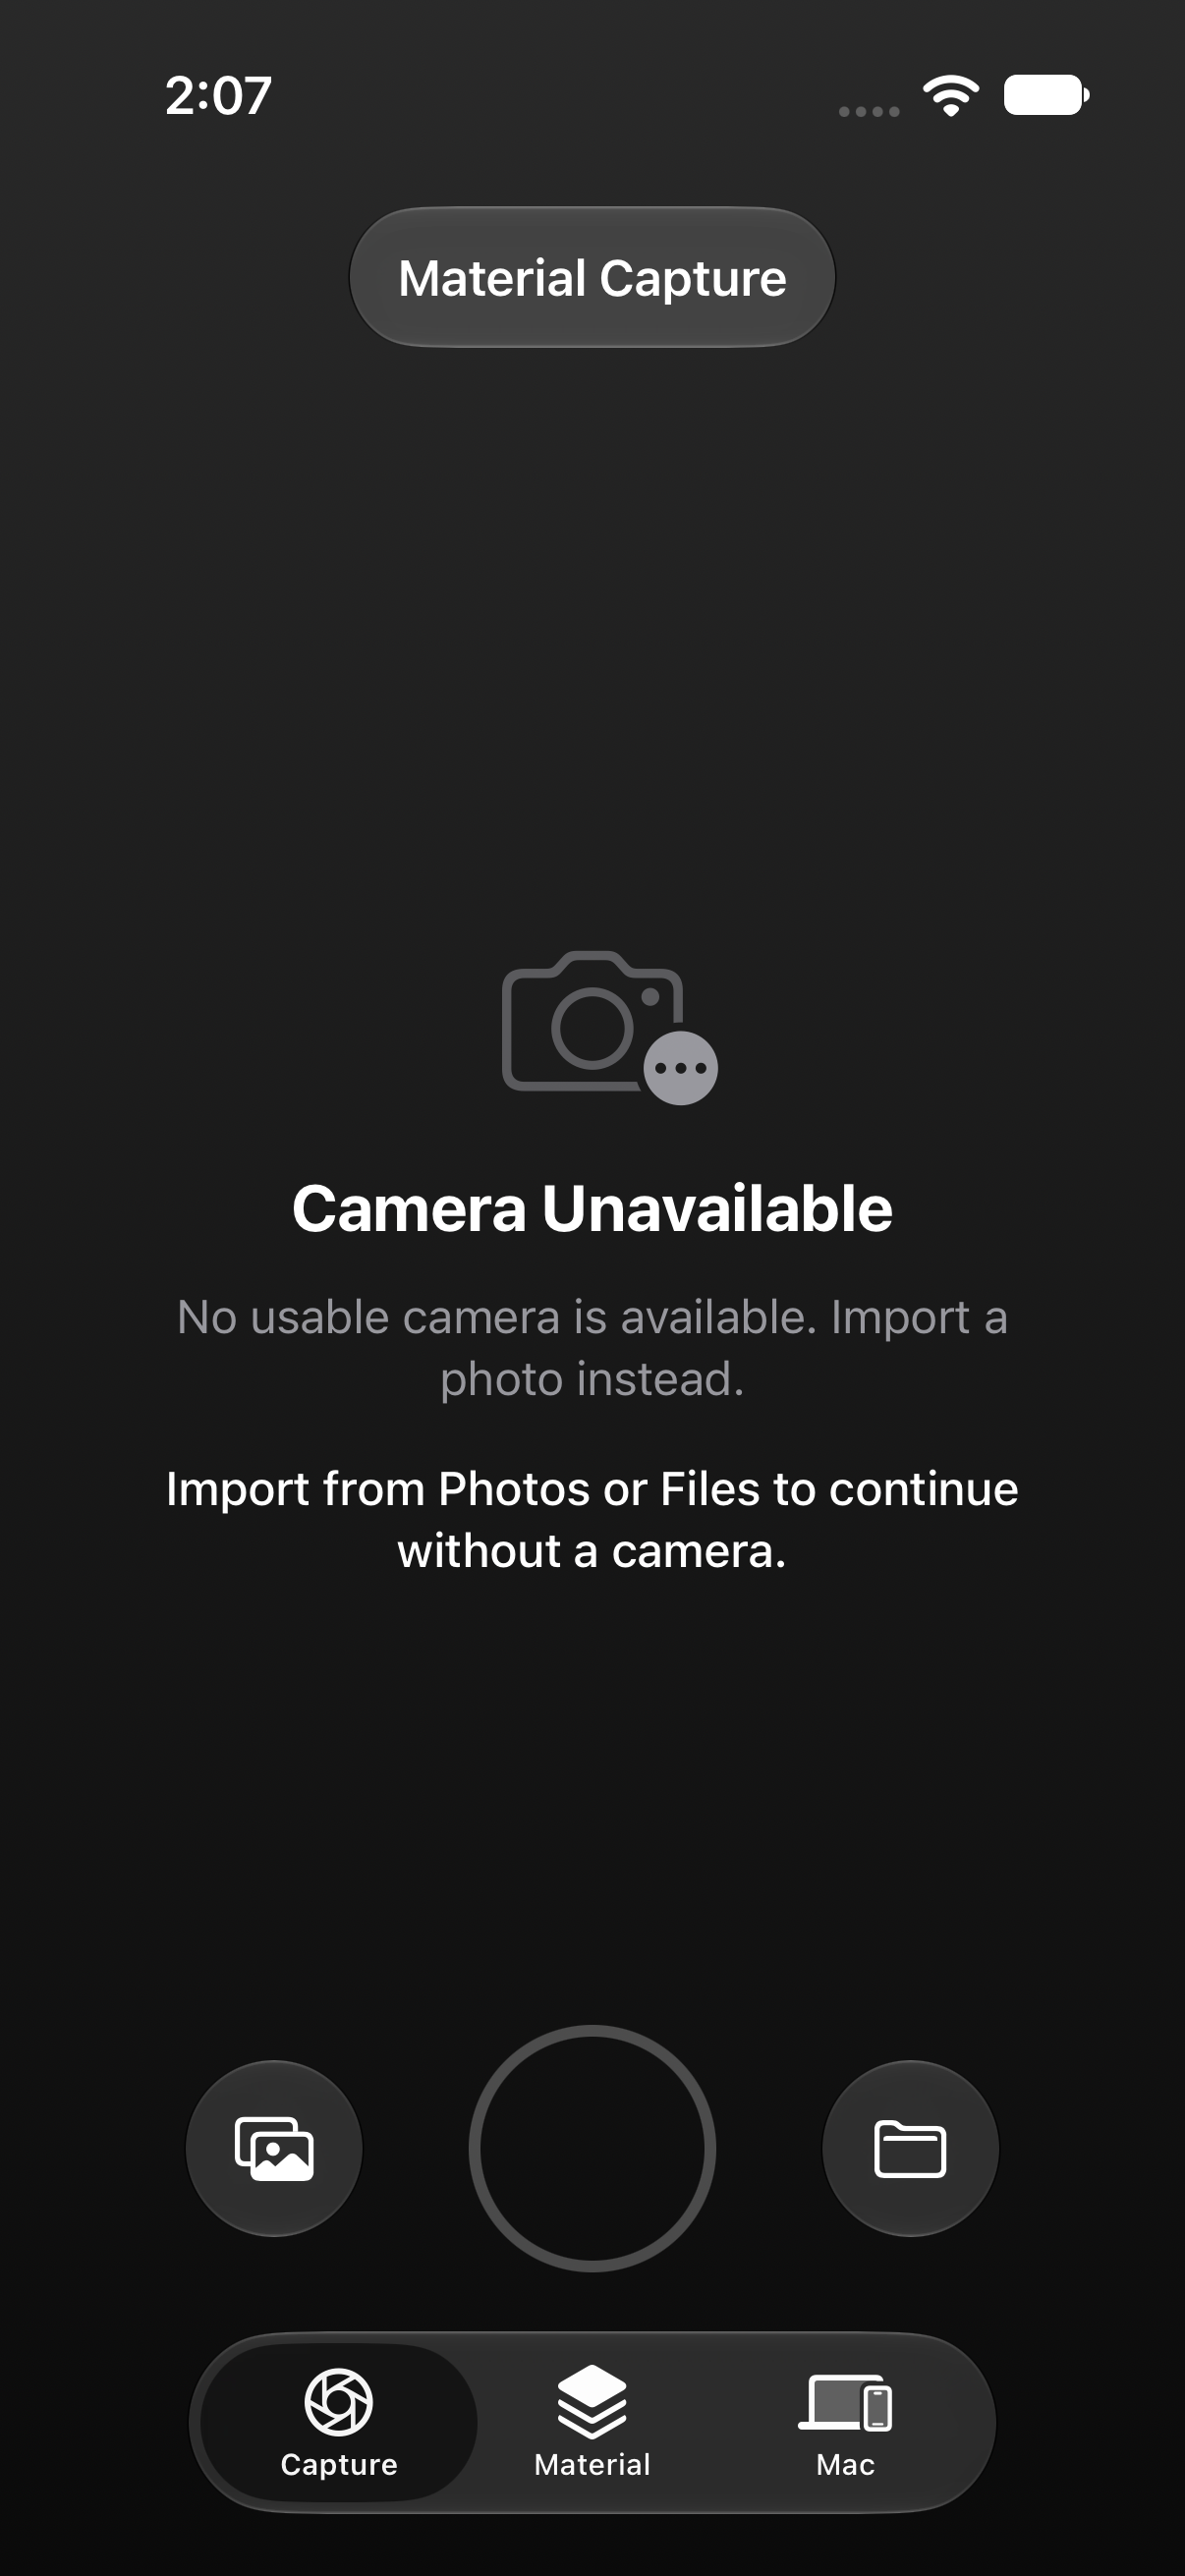 2:07
Material Capture
Camera Unavailable
No usable camera is available. Import a
photo instead.
Import from Photos or Files to continue
without a camera.
Capture
Material
Mac